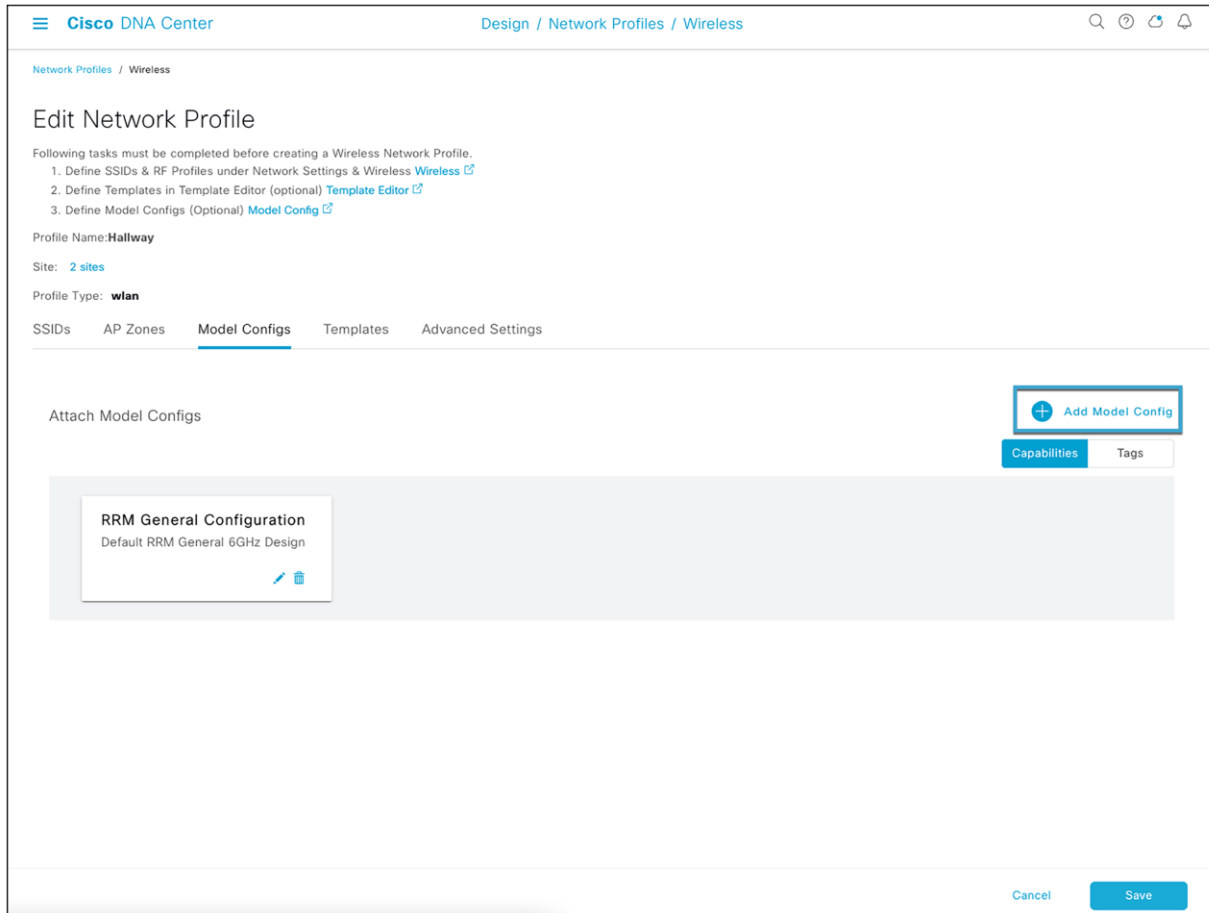 Cisco DNA Center
Design / Network Profiles / Wireless
Network Profiles / Wireless
Edit Network Profile
Following tasks must be completed before creating a Wireless Network Profile.
1. Define SSIDs & RF Profiles under Network Settings & Wireless Wireless
2. Define Templates in Template Editor (optional) Template Editor
3. Define Model Configs (Optional) Model Config
Profile Name:Hallway
Site: 2 sites
Profile Type: wlan
SSIDs AP Zones Model Configs Templates Advanced Settings
Attach Model Configs
Add Model Config
Capabilities Tags
RRM General Configuration
Default RRM General 6GHz Design
Cancel Save